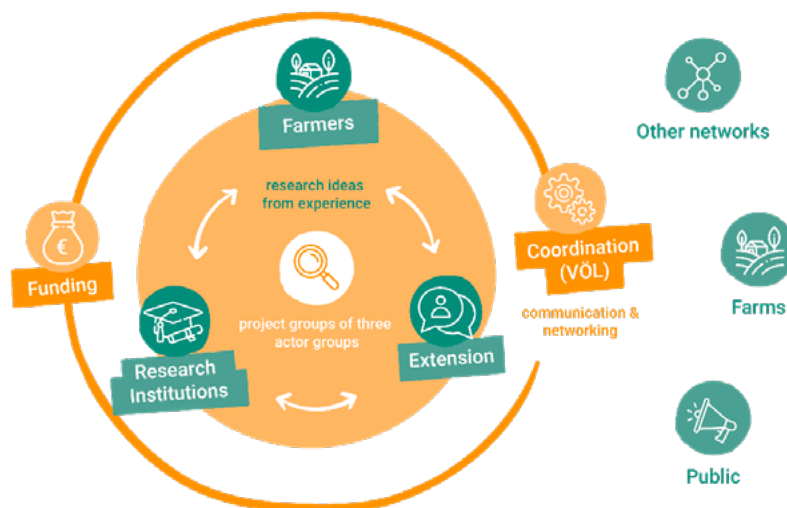 Farmers
research ideas
from experience
Funding
€
project groups of three
actor groups
Research
Institutions
Extension
Coordination
(VÖL)
communication &
networking
Other networks
Farms
Public